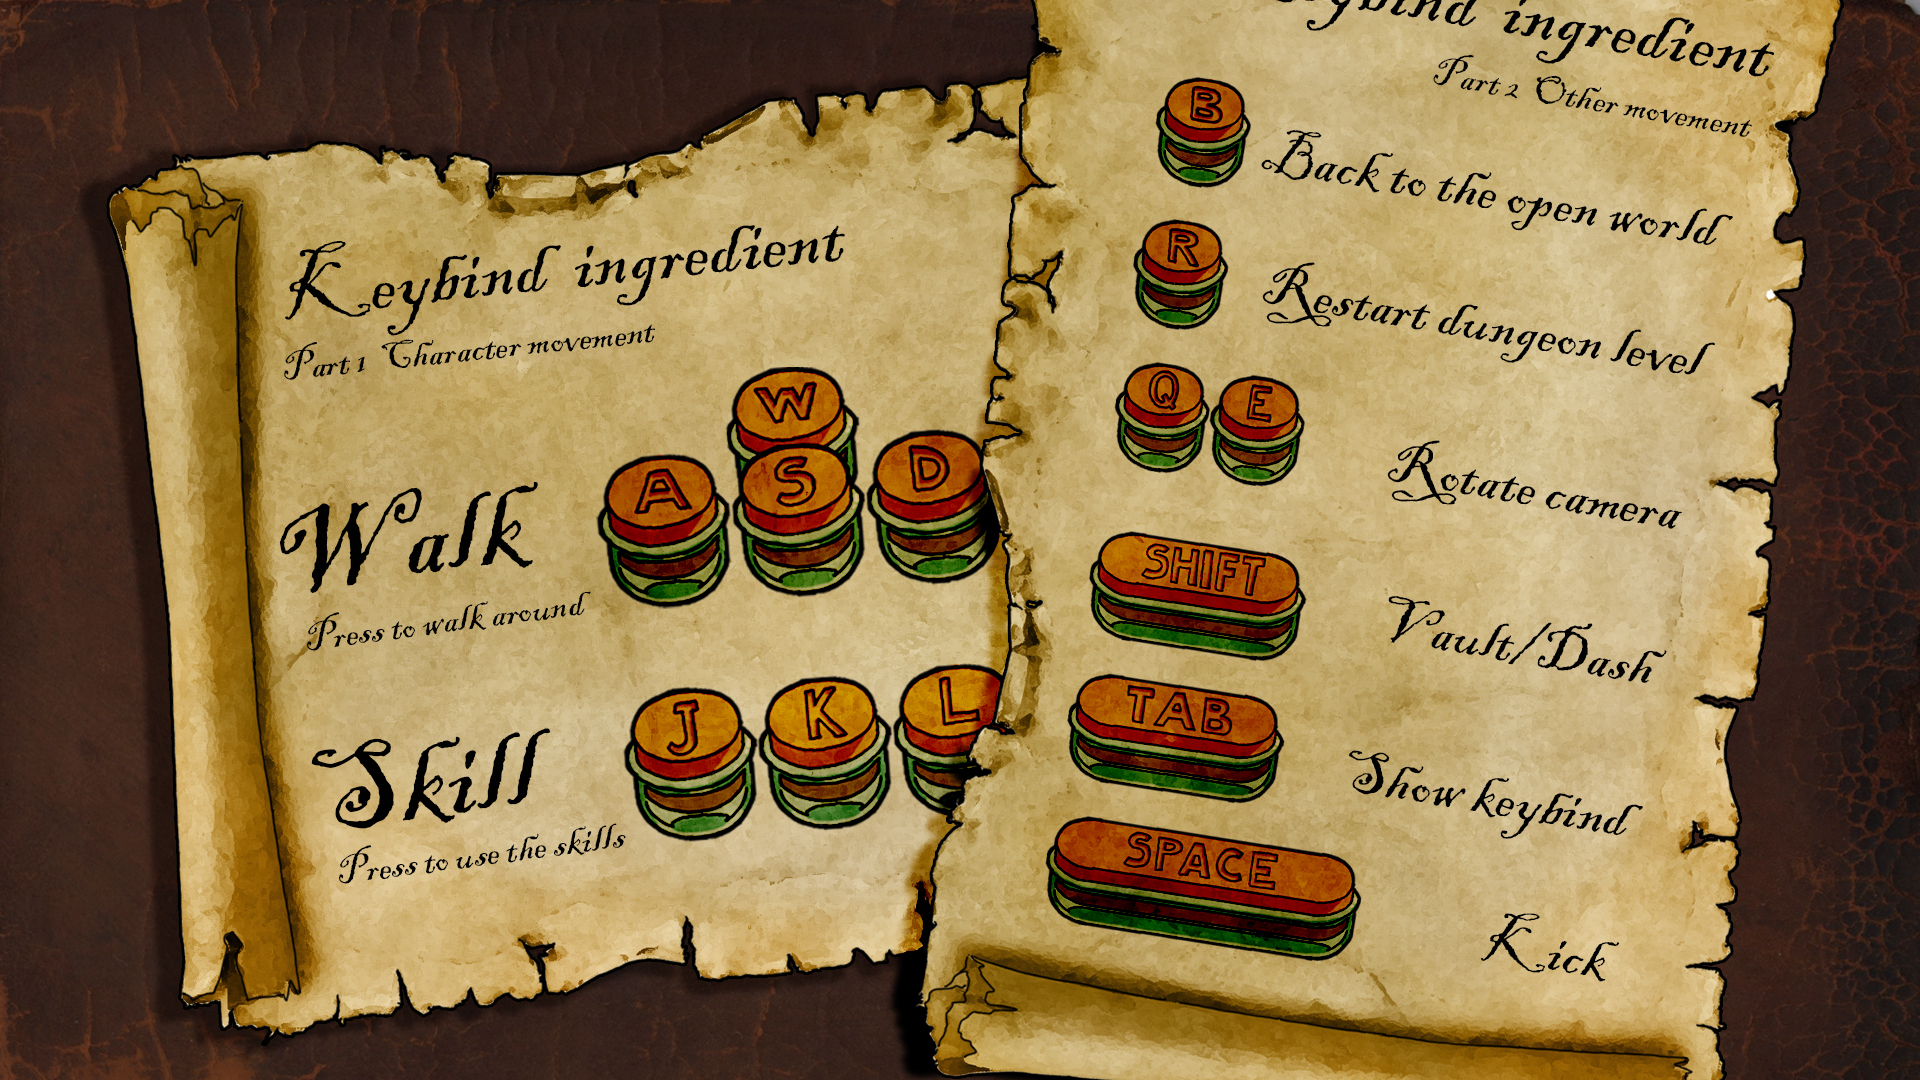 Keybind ingredient
Part 1 Character movement
W
A S D
Walk
Press to walk around
J K L
Skill
Press to use the skills
Keybind ingredient
Part 2 Other movement
B
Back to the open world
R
Restart dungeon level
Q E
Rotate camera
SHIFT
Vault/Dash
TAB
Show keybind
SPACE
Kick